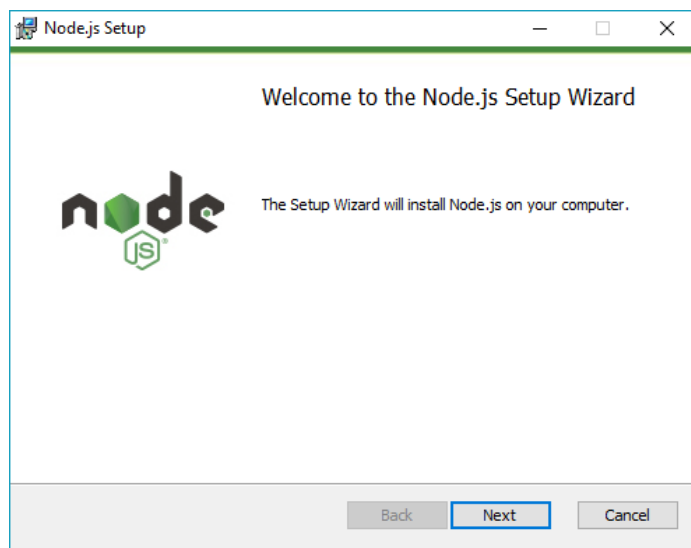 Node.js Setup
Welcome to the Node.js Setup Wizard
node
JS®
The Setup Wizard will install Node.js on your computer.
Back Next Cancel